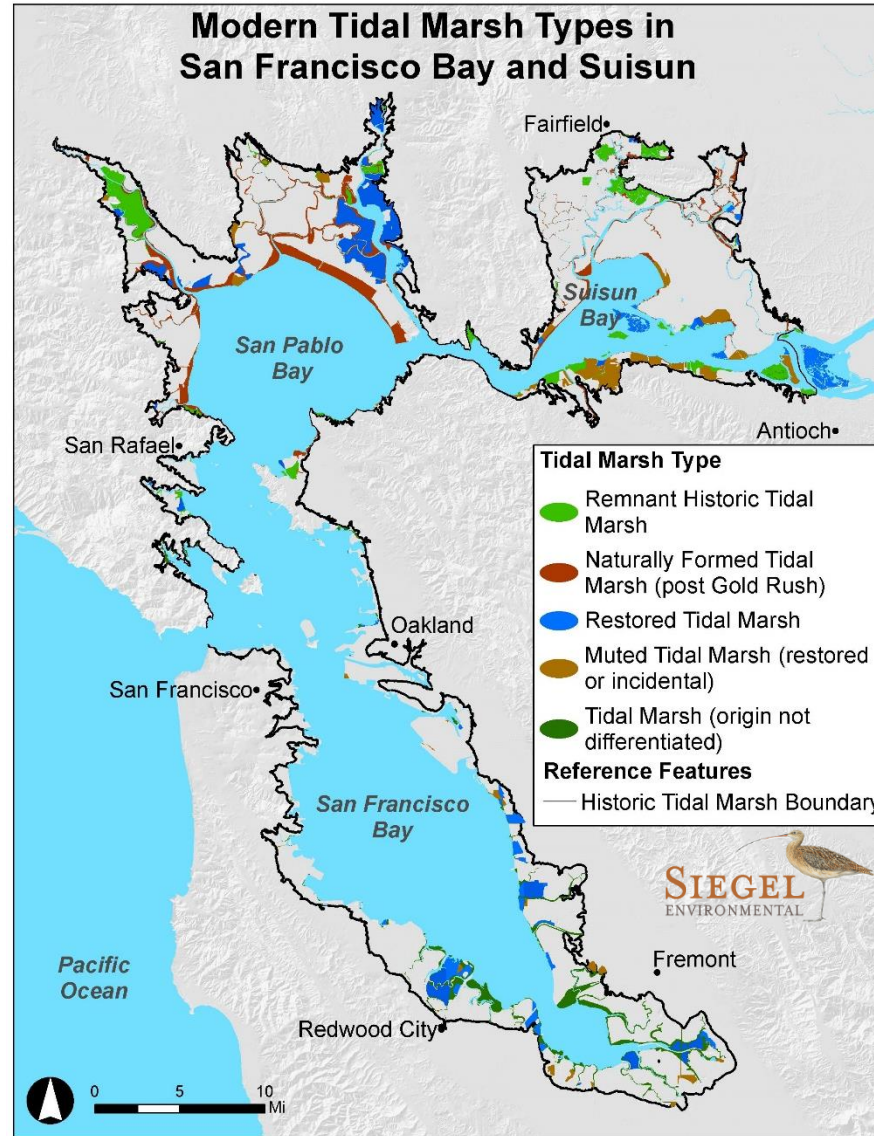 Modern Tidal Marsh Types in
San Francisco Bay and Suisun
Fairfield
Suisun
Bay
San Pablo
Bay
San Rafael
Antioch
Tidal Marsh Type
Remnant Historic Tidal
Marsh
Naturally Formed Tidal
Marsh (post Gold Rush)
Restored Tidal Marsh
Muted Tidal Marsh (restored
or incidental)
Tidal Marsh (origin not
differentiated)
Reference Features
Historic Tidal Marsh Boundary
Oakland
San Francisco
San Francisco
Bay
SIEGEL
ENVIRONMENTAL
Pacific
Ocean
Fremont
Redwood City
0 5 10
Mi